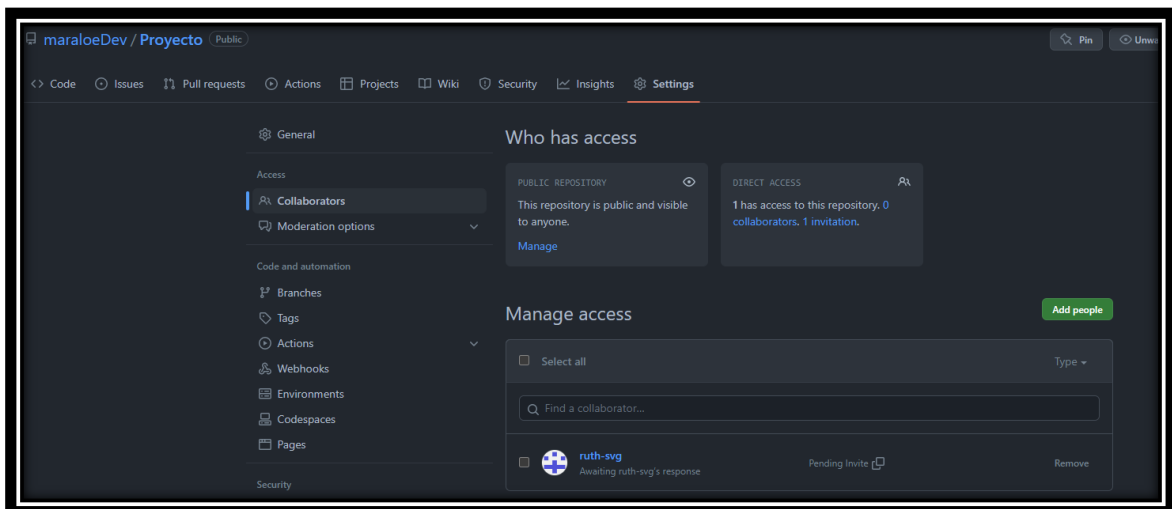 maraloeDev / Proyecto Public
Pin
Unwa
Code
Issues
Pull requests
Actions
Projects
Wiki
Security
Insights
Settings
General
Access
Collaborators
Moderation options
Code and automation
Branches
Tags
Actions
Webhooks
Environments
Codespaces
Pages
Security
Who has access
PUBLIC REPOSITORY
This repository is public and visible
to anyone.
Manage
DIRECT ACCESS
1 has access to this repository. 0
collaborators. 1 invitation.
Manage access
Add people
Select all
Type
Find a collaborator...
ruth-svg
Awaiting ruth-svg's response
Pending Invite
Remove